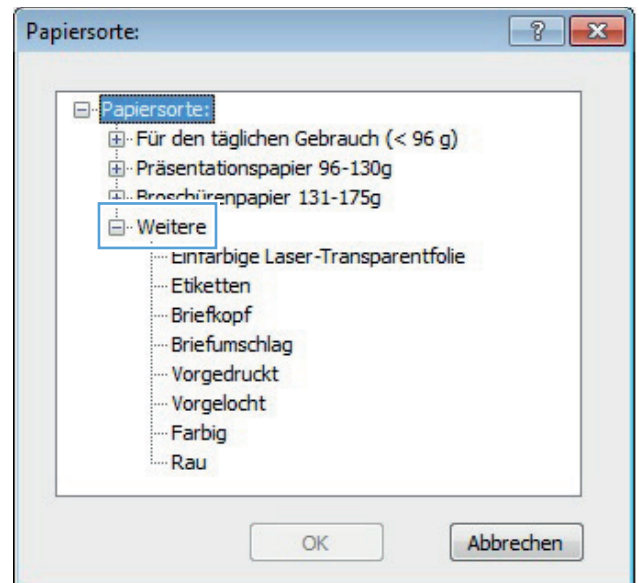 Papiersorte:
Papiersorte:
Für den täglichen Gebrauch (< 96 g)
Präsentationspapier 96-130g
Broschürenpapier 131-175g
Weitere
Einfarbige Laser-Transparentfolie
Etiketten
Briefkopf
Briefumschlag
Vorgedruckt
Vorgelocht
Farbig
Rau
OK Abbrechen